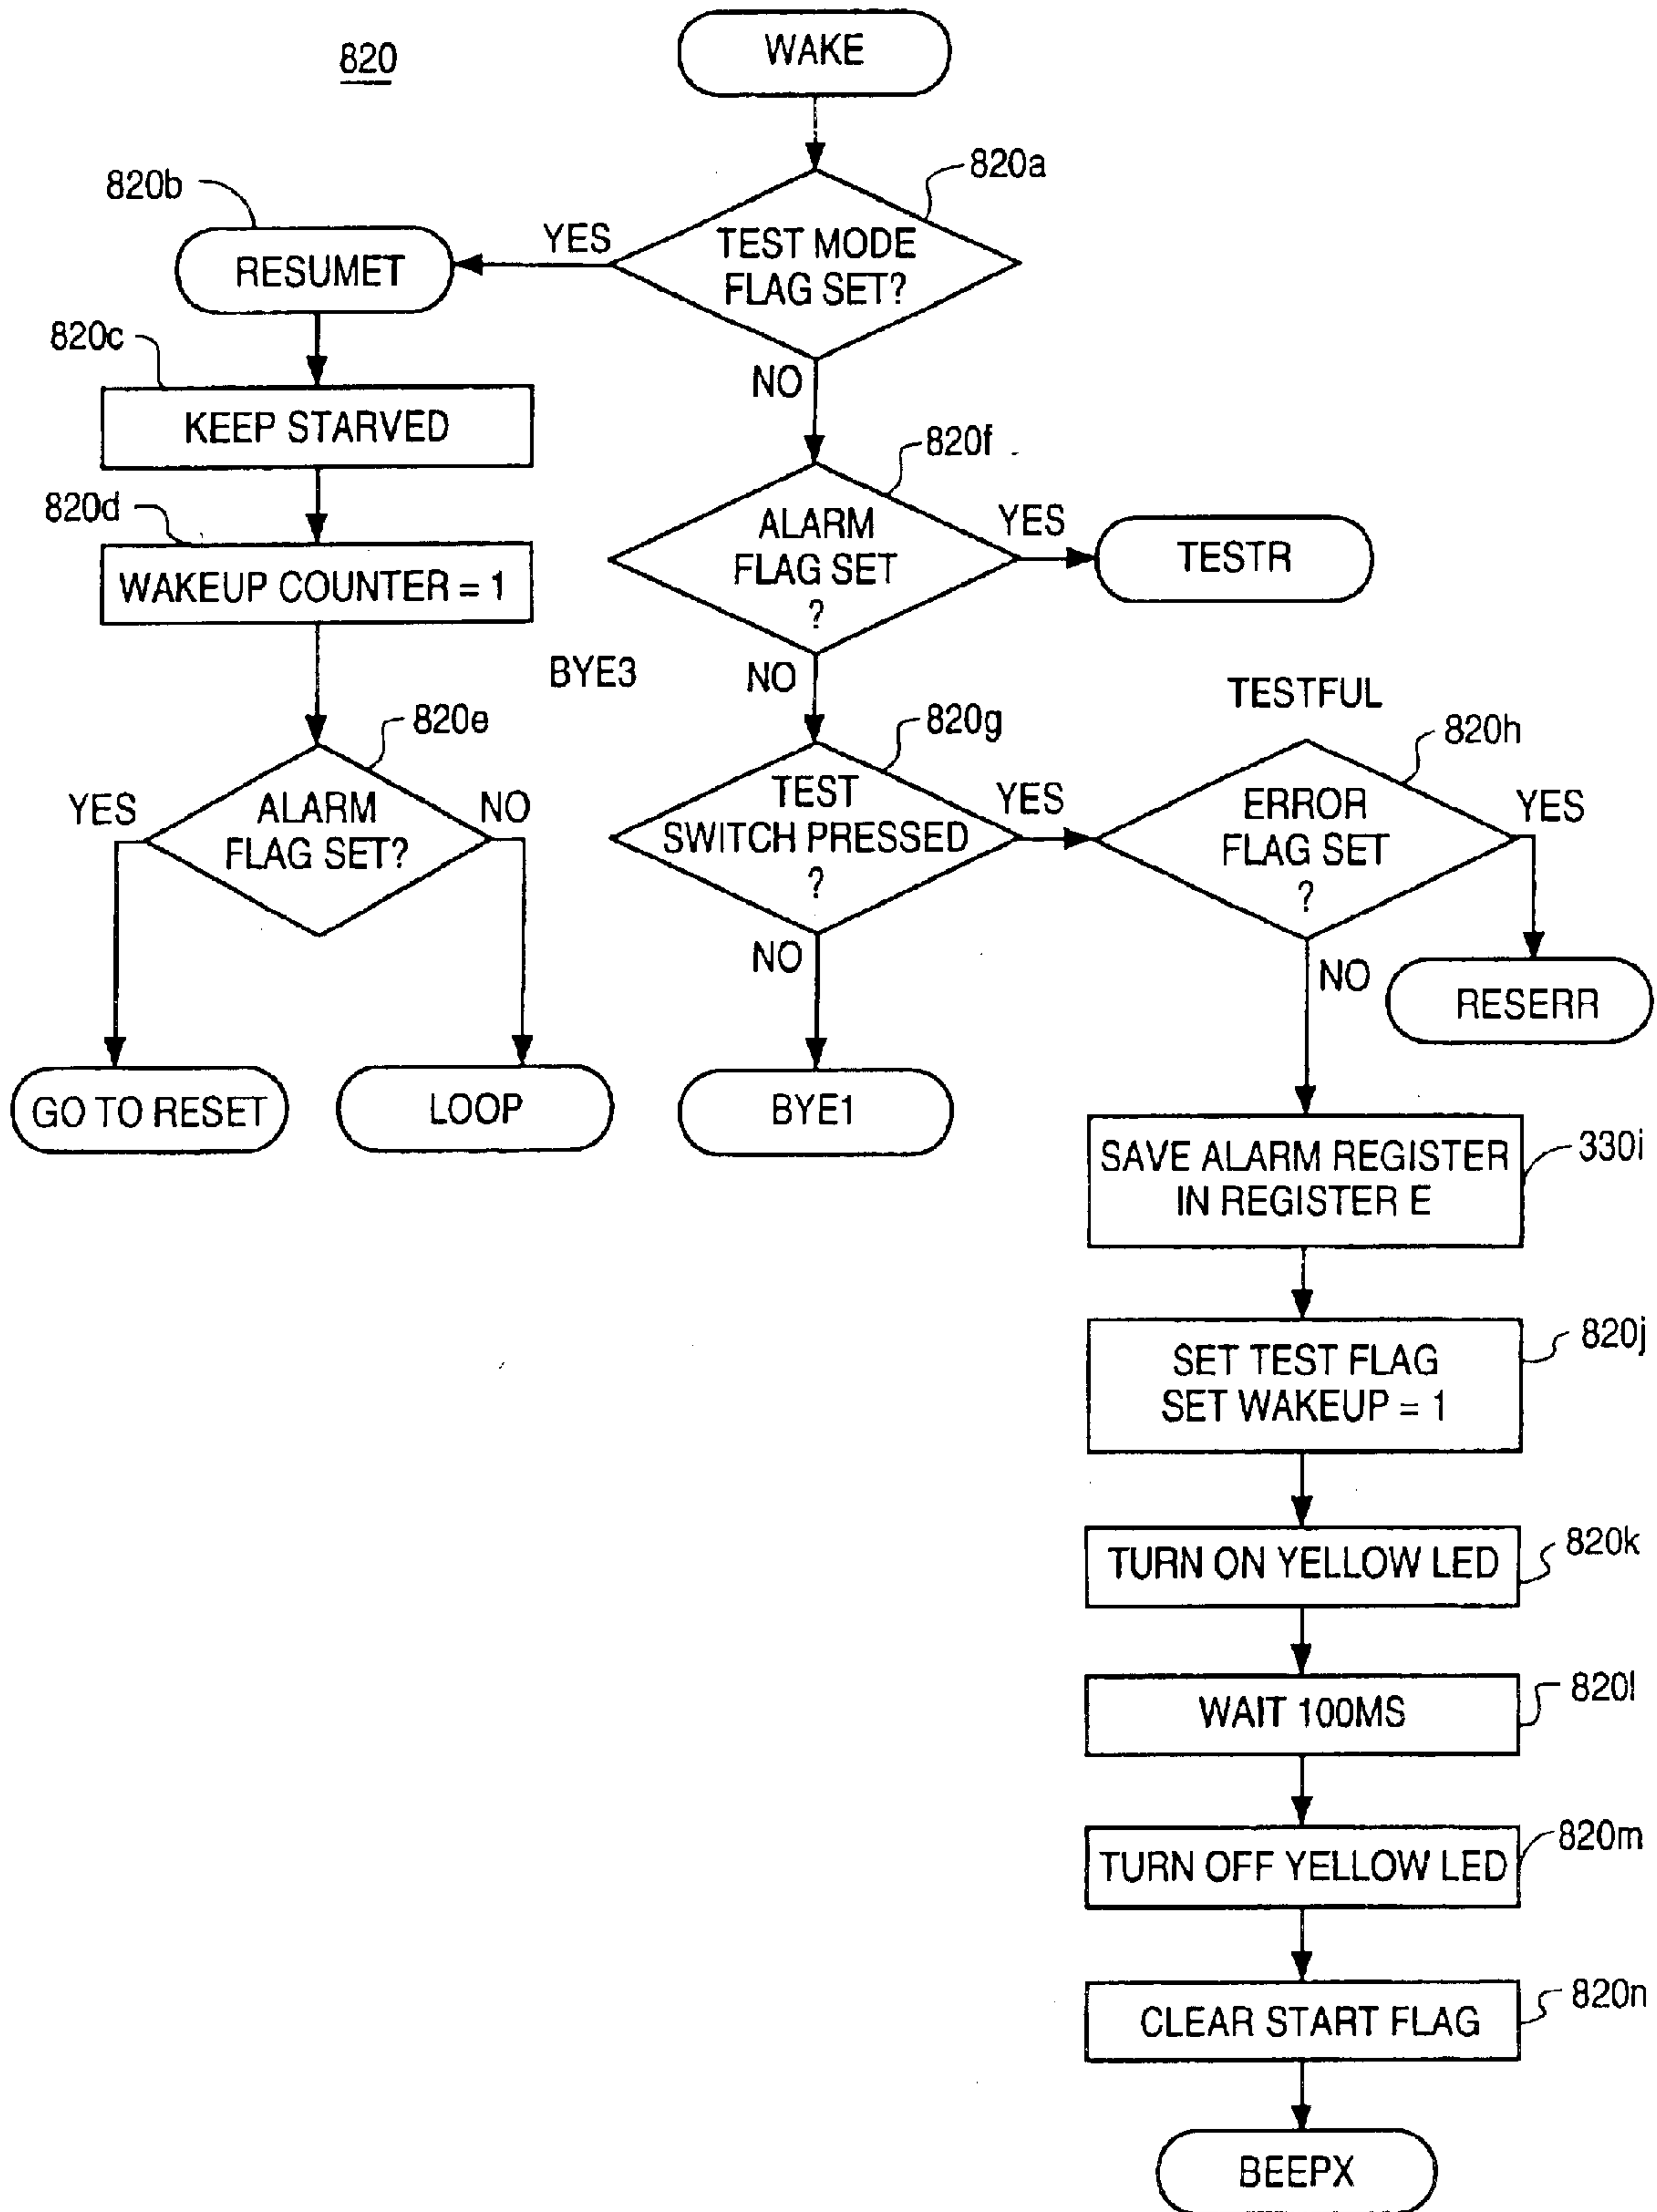 820
WAKE
820a
820b
YES
TEST MODE
FLAG SET?
RESUMET
820c
NO
KEEP STARVED
820f
820d
ALARM
FLAG SET
?
YES
TESTR
WAKEUP COUNTER = 1
BYE3
NO
TESTFUL
820e
820g
820h
YES
ALARM
FLAG SET?
NO
TEST
SWITCH PRESSED
?
YES
ERROR
FLAG SET
?
YES
NO
NO
RESERR
GO TO RESET
LOOP
BYE1
SAVE ALARM REGISTER
IN REGISTER E
330i
SET TEST FLAG
SET WAKEUP = 1
820j
TURN ON YELLOW LED
820k
WAIT 100MS
820l
TURN OFF YELLOW LED
820m
CLEAR START FLAG
820n
BEEPX